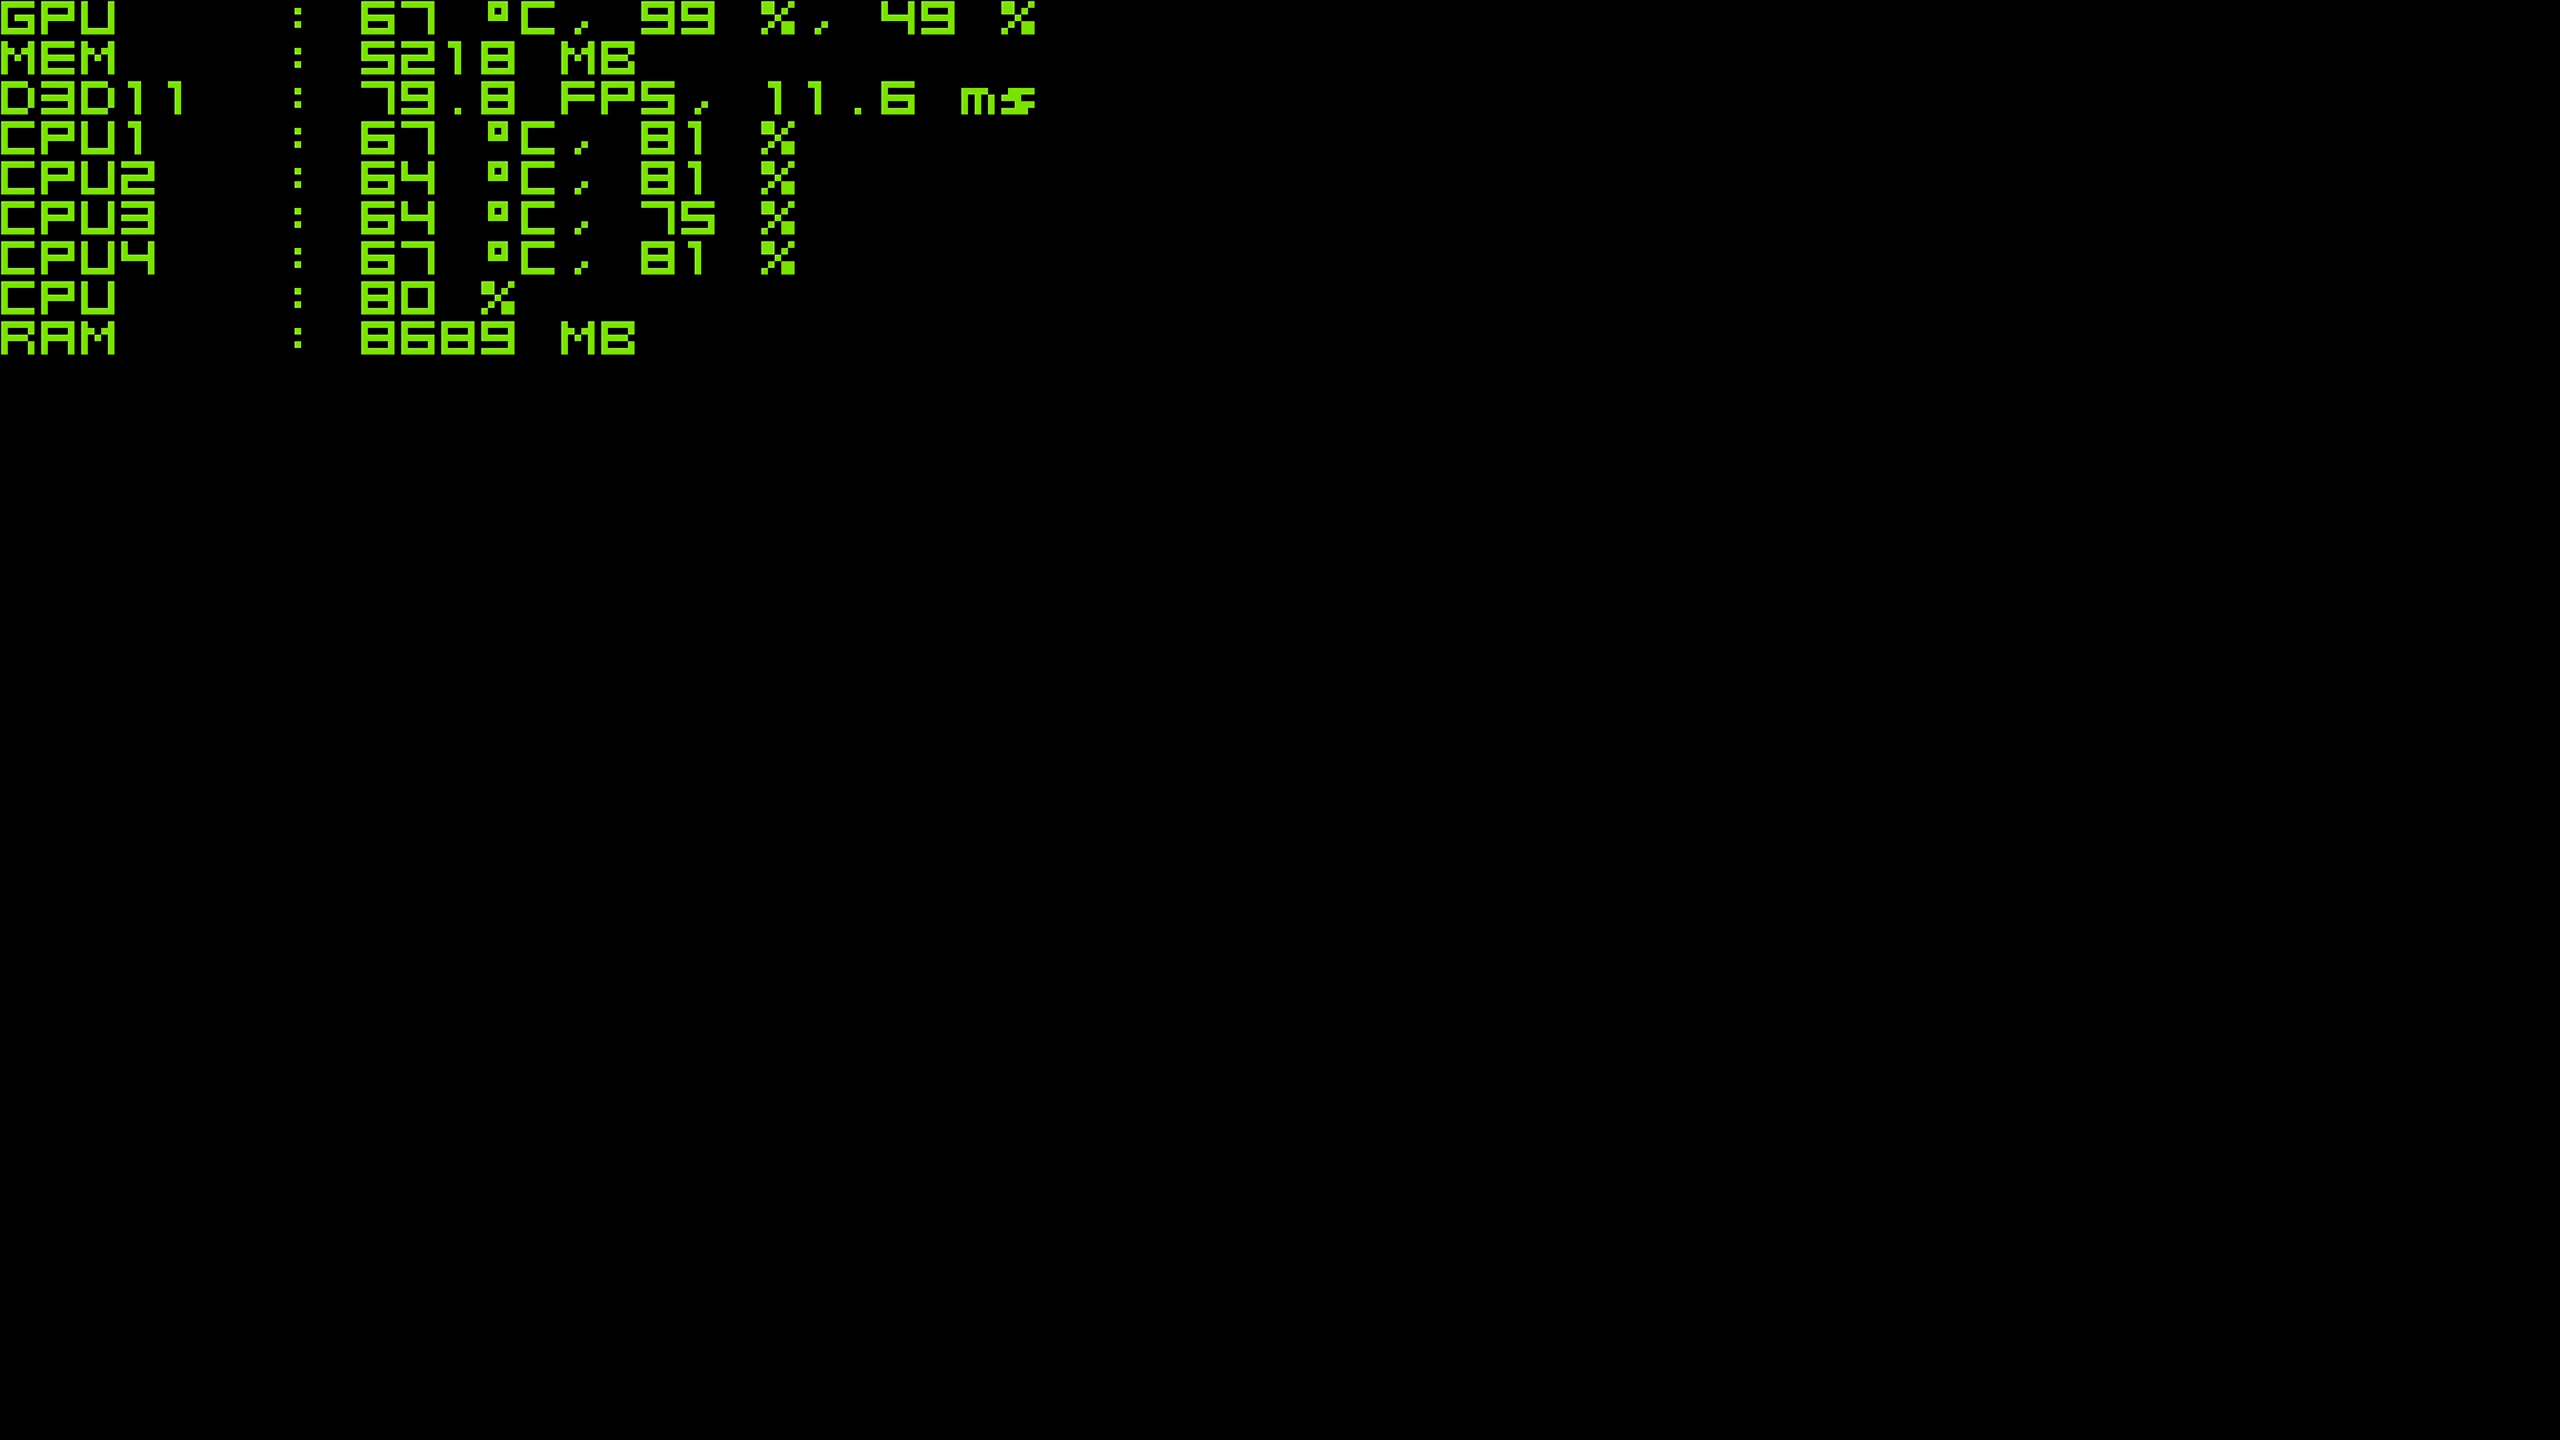 GPU : 67 °C, 99 %, 49 %
MEM : 5218 MB
D3D11 : 79.8 FPS, 11.6 ms
CPU1 : 67 °C, 81 %
CPU2 : 64 °C, 81 %
CPU3 : 64 °C, 75 %
CPU4 : 67 °C, 81 %
CPU : 80 %
RAM : 8689 MB